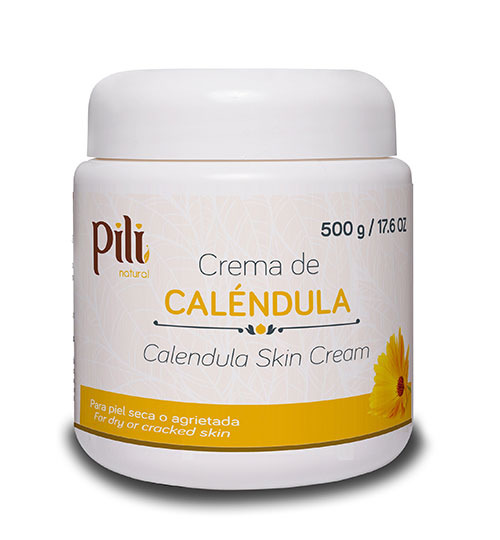 500 g / 17.6 OZ
Pili
natural
Crema de
CALÉNDULA
Calendula Skin Cream
Para piel seca o agrietada
For dry or cracked skin